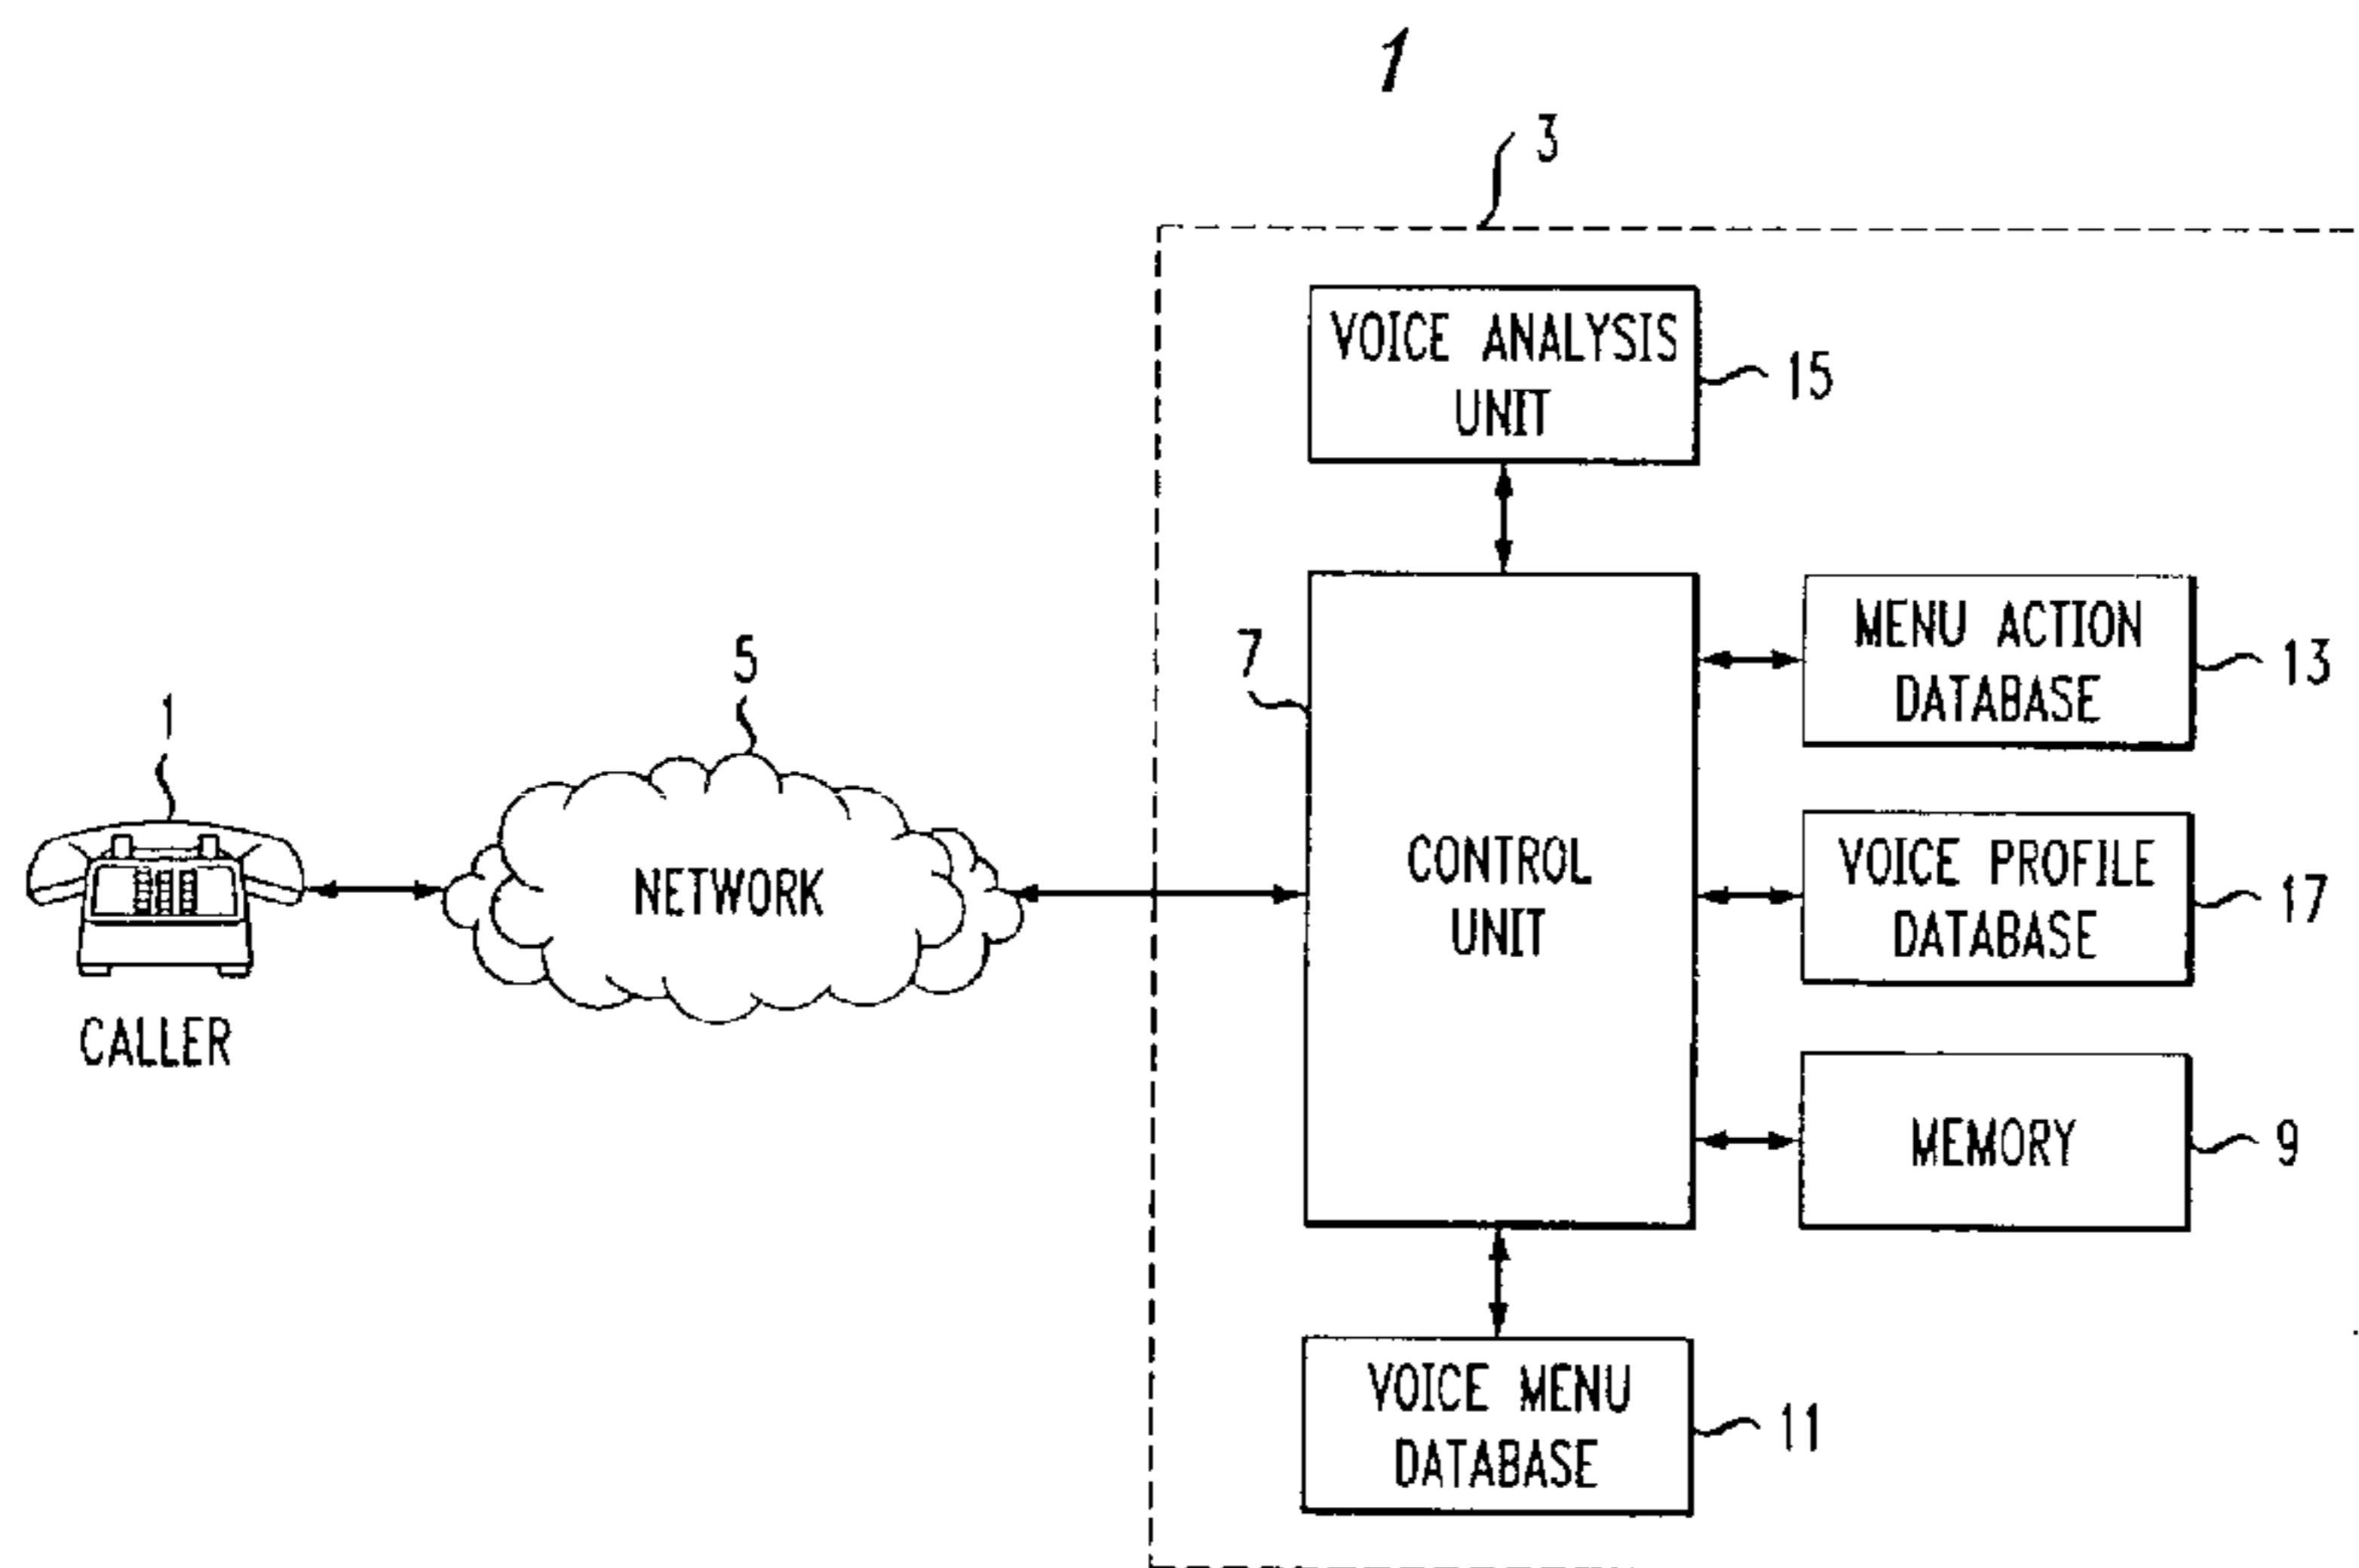 1
3
VOICE ANALYSIS
UNIT
15
MENU ACTION
DATABASE
13
7
5
1
NETWORK
CONTROL
UNIT
VOICE PROFILE
DATABASE
17
CALLER
MEMORY
9
VOICE MENU
DATABASE
11